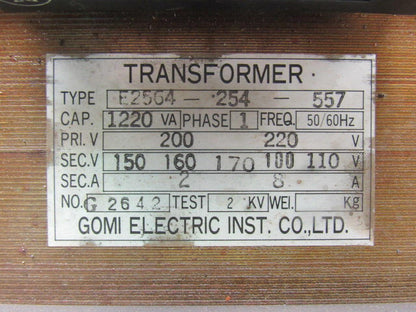 TRANSFORMER
TYPE E2564 - 254 - 557
CAP. 1220 VA PHASE 1 FREQ. 50/60Hz
PRI. V 200 220 V
SEC. V 150 160 170 100 110 V
SEC. A 2 8 A
NO. G2642 TEST 2 KV WEI. Kg
GOMI ELECTRIC INST. CO., LTD.